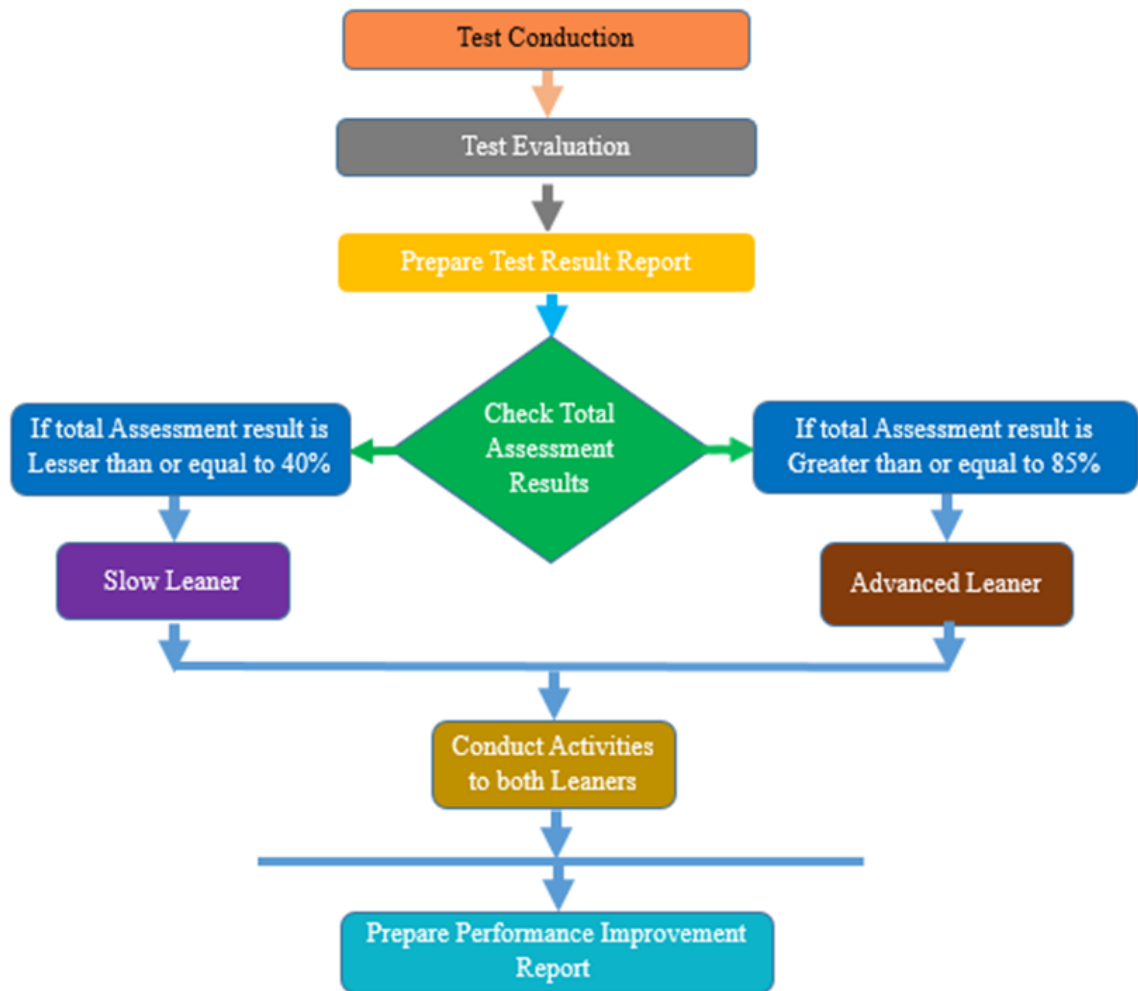 Test Conduction
Test Evaluation
Prepare Test Result Report
Check Total
Assessment
Results
If total Assessment result is
Lesser than or equal to 40%
If total Assessment result is
Greater than or equal to 85%
Slow Leaner
Advanced Leaner
Conduct Activities
to both Leaners
Prepare Performance Improvement
Report